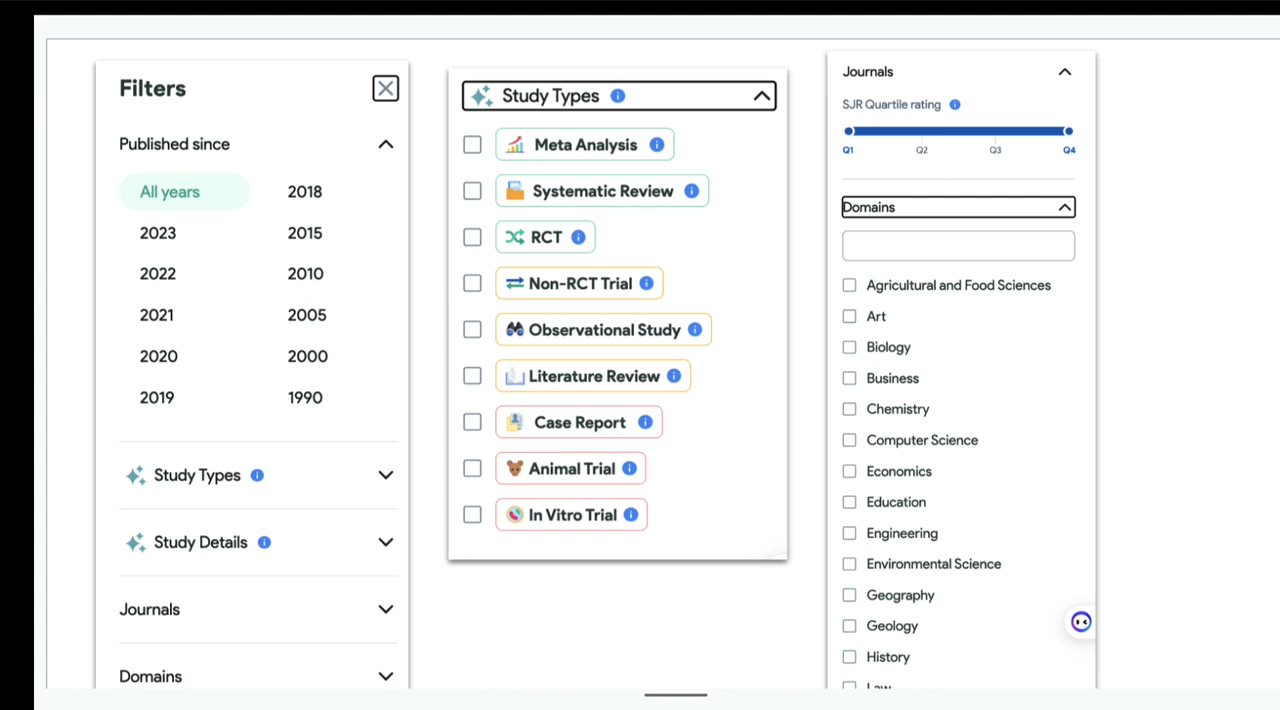 Filters
Published since
All years 2018
2023 2015
2022 2010
2021 2005
2020 2000
2019 1990
Study Types
Study Details
Journals
Domains
Study Types
Meta Analysis
Systematic Review
RCT
Non-RCT Trial
Observational Study
Literature Review
Case Report
Animal Trial
In Vitro Trial
Journals
SJR Quartile rating
Q1 Q2 Q3 Q4
Domains
Agricultural and Food Sciences
Art
Biology
Business
Chemistry
Computer Science
Economics
Education
Engineering
Environmental Science
Geography
Geology
History
Law